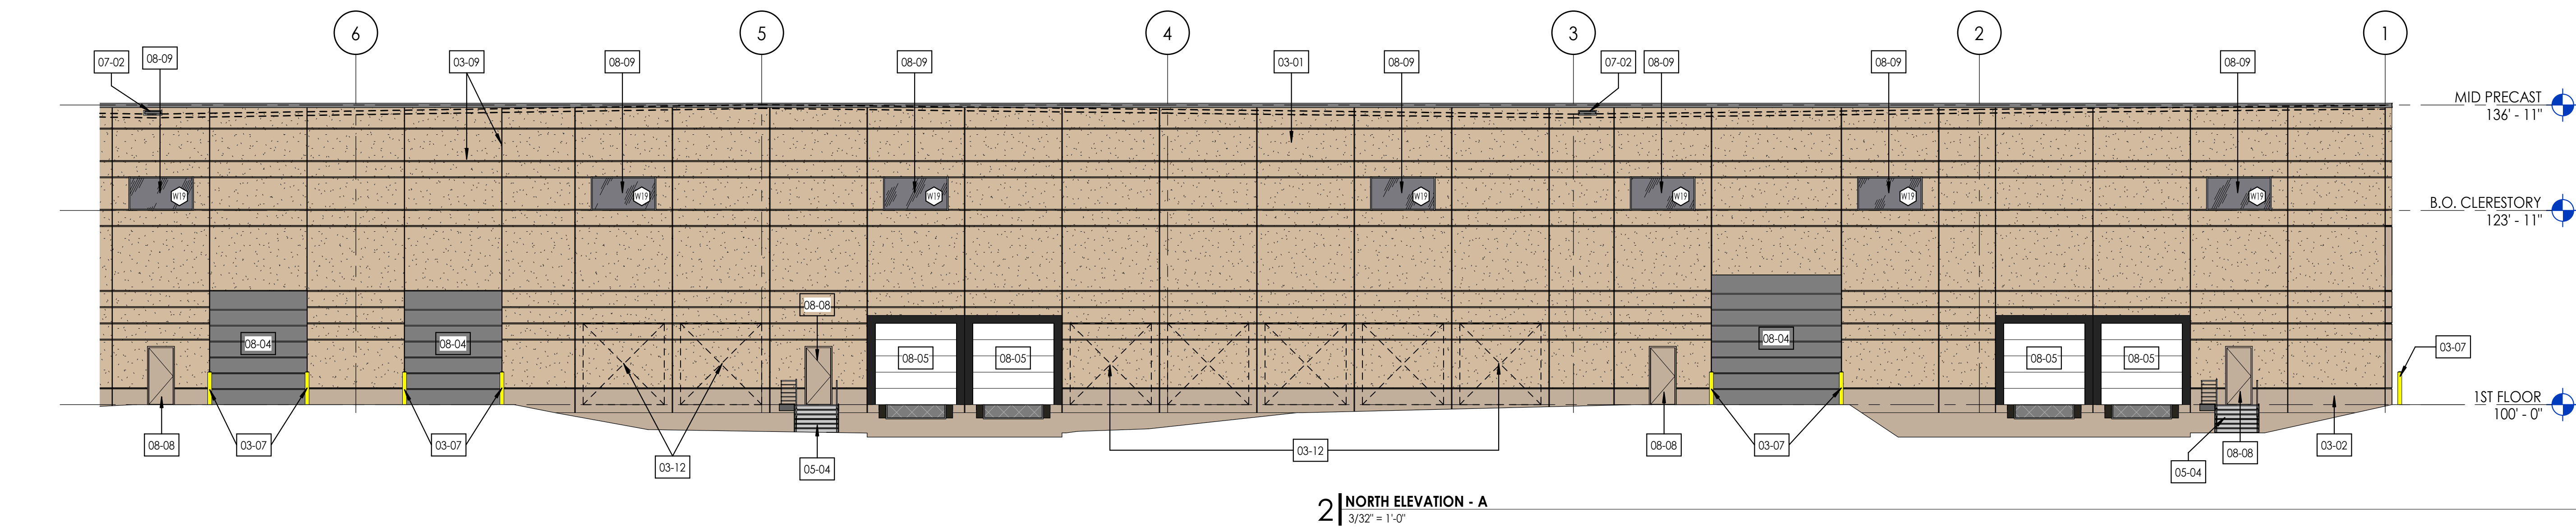 6
5
4
3
2
1
07-02
08-09
03-09
08-09
08-09
03-01
08-09
07-02
08-09
08-09
08-09
MID PRECAST
136' - 11"
W19
W19
W19
W19
W19
W19
W19
B.O. CLERESTORY
123' - 11"
08-08
08-04
08-04
08-04
08-05
08-05
08-05
08-05
03-07
1ST FLOOR
100' - 0"
08-08
03-07
03-07
03-12
05-04
03-12
08-08
03-07
05-04
08-08
03-02
2
NORTH ELEVATION - A
3/32" = 1'-0"